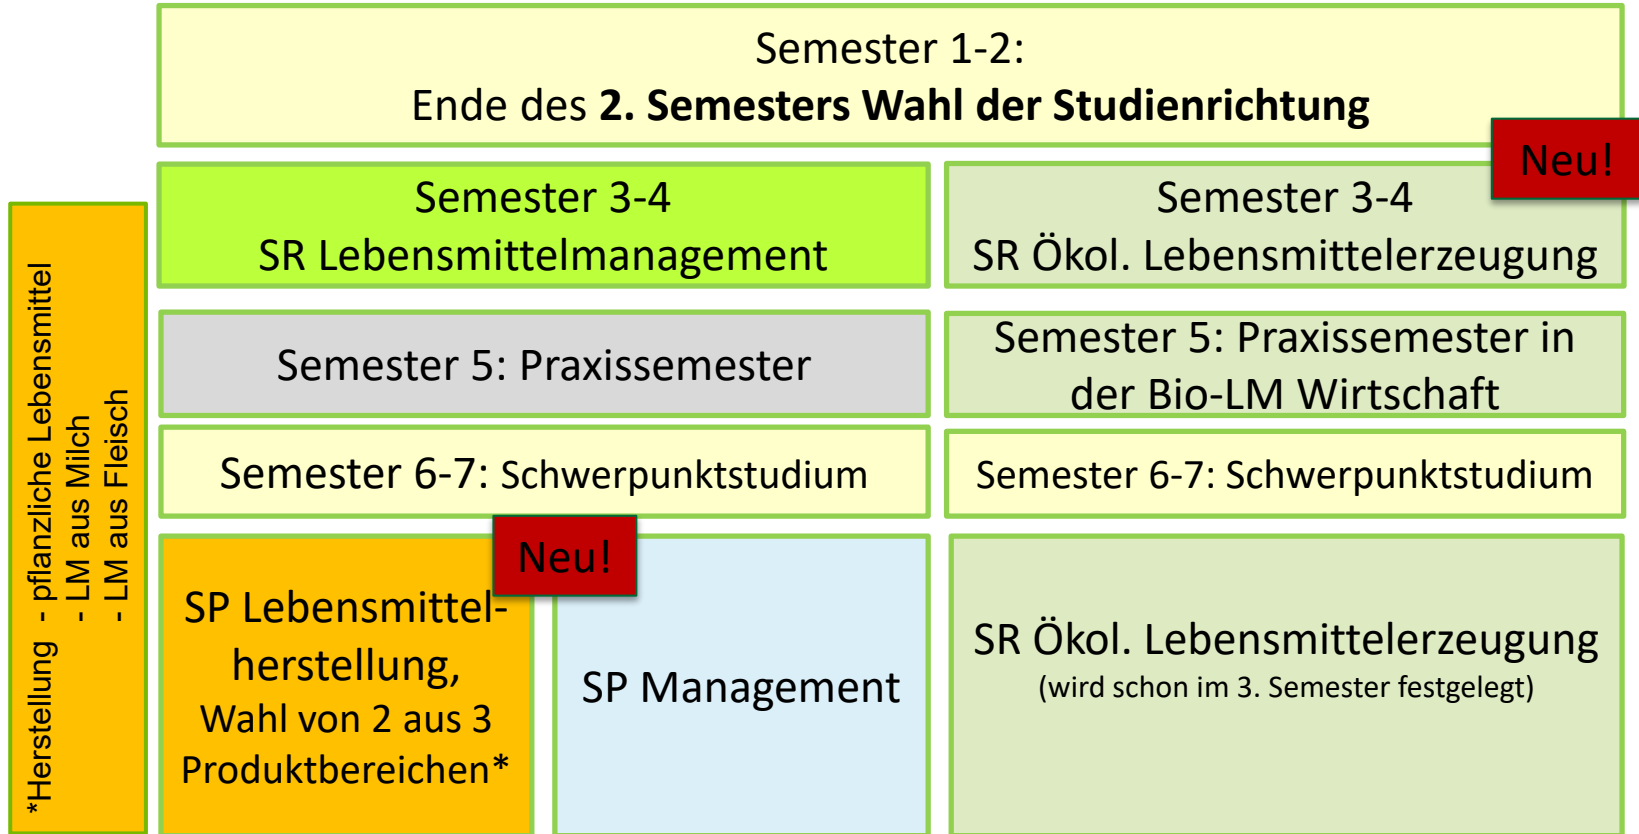 Semester 1-2:
Ende des 2. Semesters Wahl der Studienrichtung
Neu!
Semester 3-4
SR Lebensmittelmanagement
Semester 3-4
SR Ökol. Lebensmittelerzeugung
Semester 5: Praxissemester
Semester 5: Praxissemester in
der Bio-LM Wirtschaft
Semester 6-7: Schwerpunktstudium
Semester 6-7: Schwerpunktstudium
Neu!
SP Lebensmittel-
herstellung,
Wahl von 2 aus 3
Produktbereichen*
SP Management
SR Ökol. Lebensmittelerzeugung
(wird schon im 3. Semester festgelegt)
*Herstellung - pflanzliche Lebensmittel
- LM aus Milch
- LM aus Fleisch